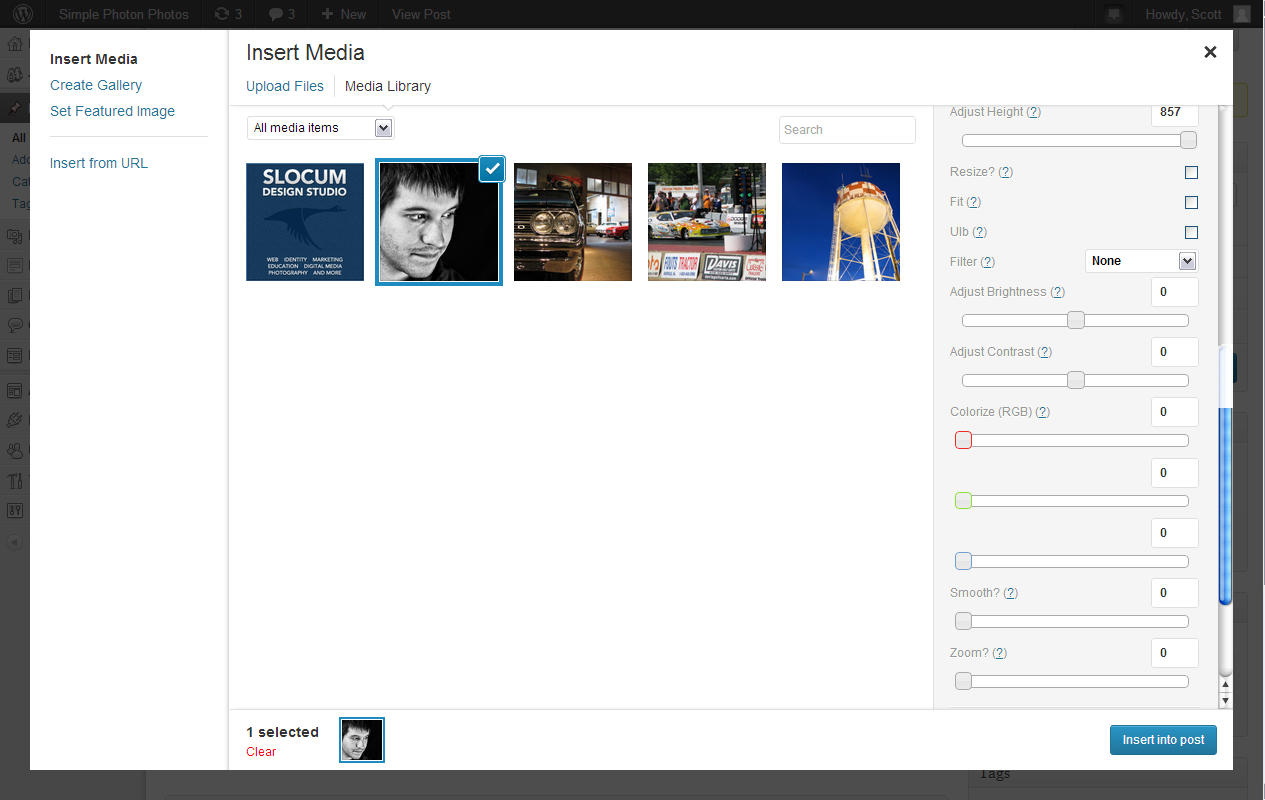 Simple Photon Photos 3 3 New View Post Howdy, Scott
Insert Media
Create Gallery
Set Featured Image
Insert from URL
Insert Media
Upload Files Media Library
All media items
Search
SLOCUM
DESIGN STUDIO
WEB IDENTITY MARKETING
EDUCATION DIGITAL MEDIA
PHOTOGRAPHY AND MORE
FOUTS TRACTOR
DAVIS
Adjust Height (?) 857
Resize? (?)
Fit (?)
Ulb (?)
Filter (?) None
Adjust Brightness (?) 0
Adjust Contrast (?) 0
Colorize (RGB) (?) 0
0
0
Smooth? (?) 0
Zoom? (?) 0
1 selected
Clear
Insert into post
All
Tags